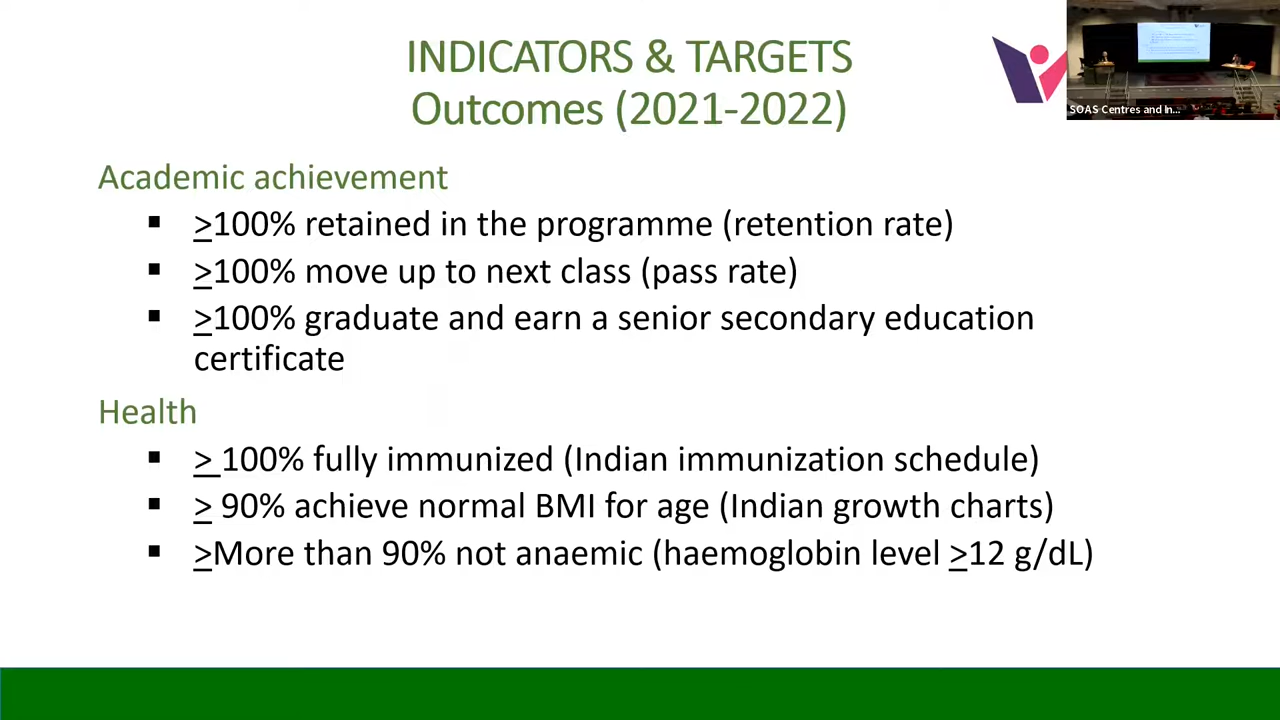 INDICATORS & TARGETS
Outcomes (2021-2022)
SOAS Centres and In...
Academic achievement
▪ ≥100% retained in the programme (retention rate)
▪ ≥100% move up to next class (pass rate)
▪ ≥100% graduate and earn a senior secondary education
certificate
Health
▪ ≥ 100% fully immunized (Indian immunization schedule)
▪ ≥ 90% achieve normal BMI for age (Indian growth charts)
▪ ≥More than 90% not anaemic (haemoglobin level ≥12 g/dL)